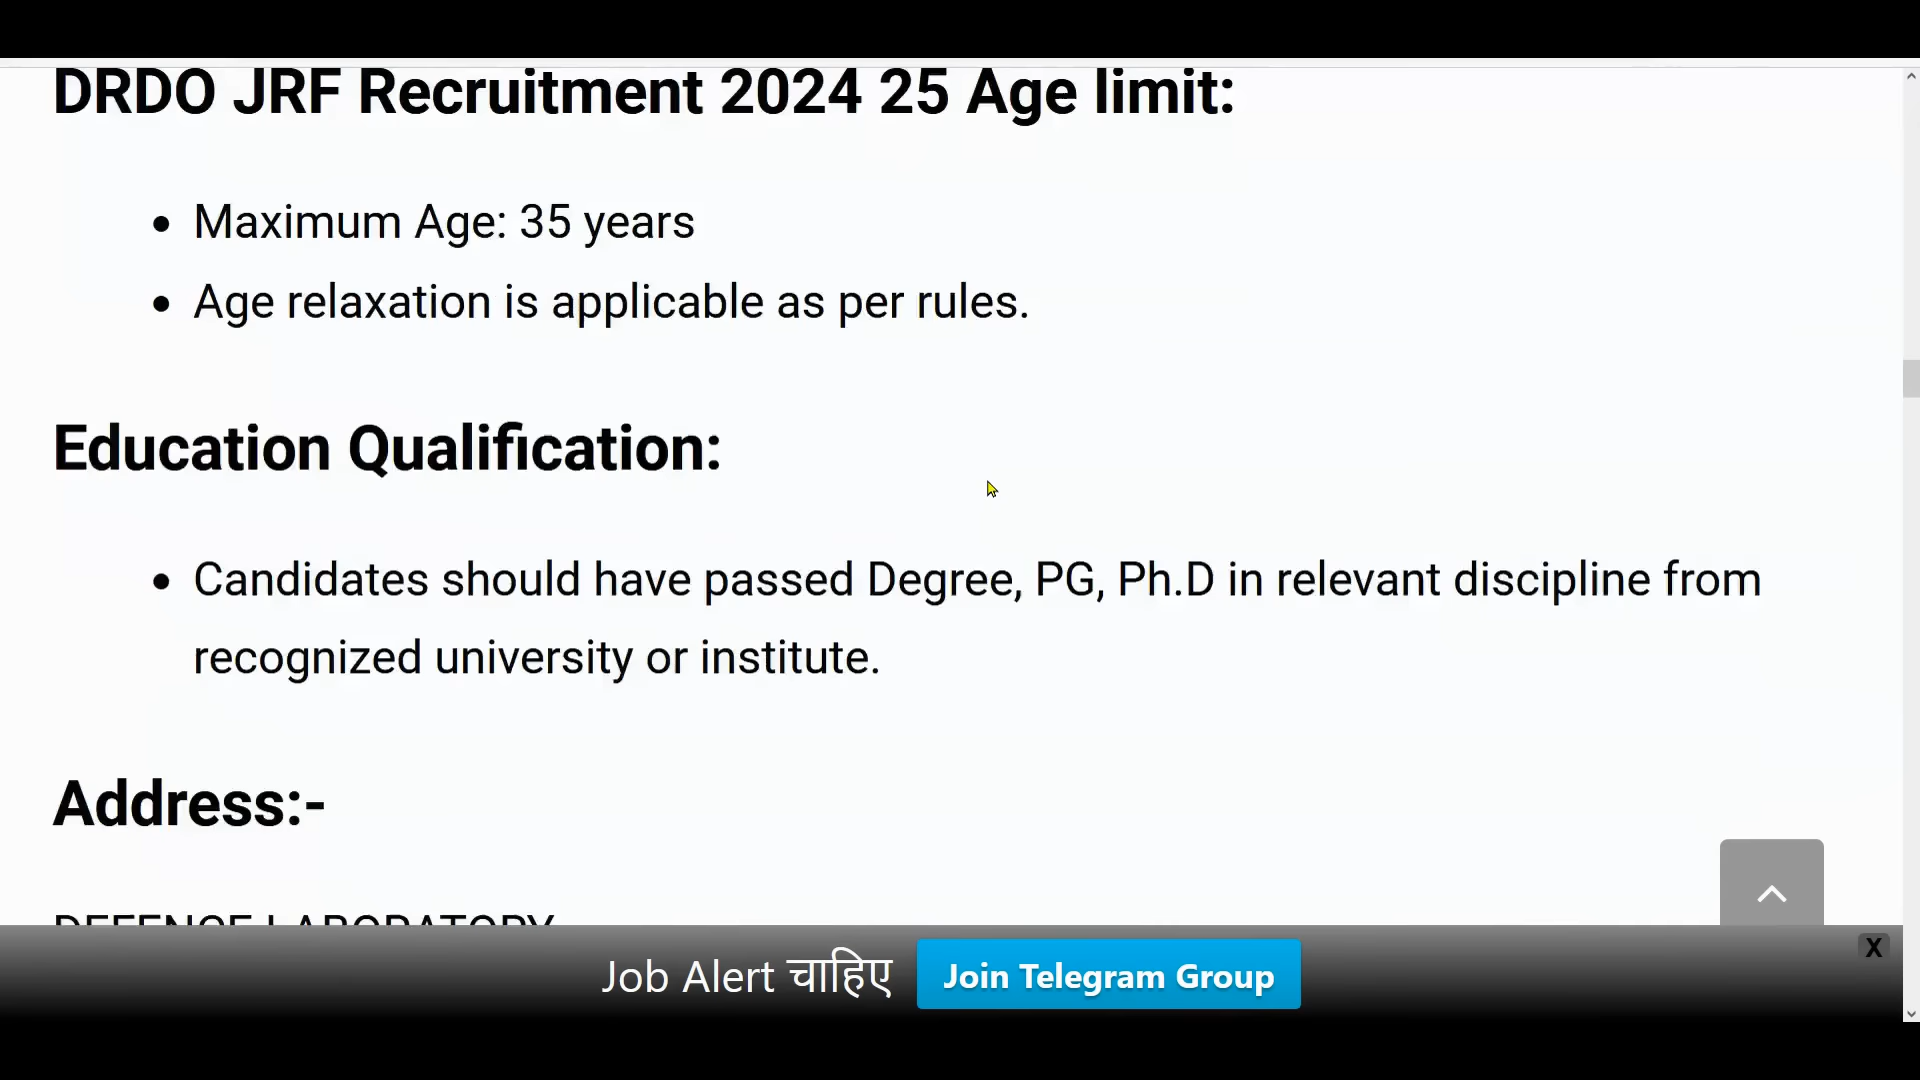 DRDO JRF Recruitment 2024 25 Age limit:
• Maximum Age: 35 years
• Age relaxation is applicable as per rules.
Education Qualification:
• Candidates should have passed Degree, PG, Ph.D in relevant discipline from
recognized university or institute.
Address:-
DEFENCE LABORATORY
Job Alert चाहिए Join Telegram Group
X